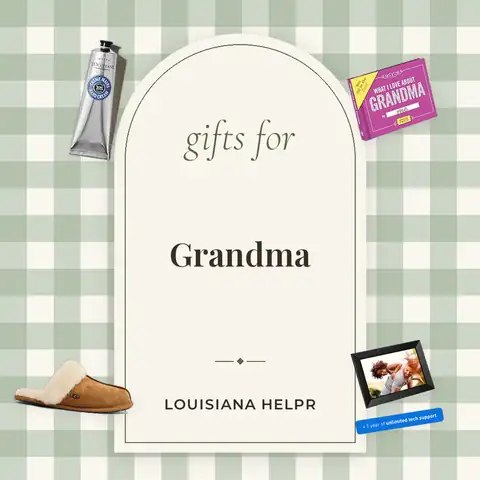 gifts for
Grandma
LOUISIANA HELPR
WHAT I LOVE ABOUT
GRANDMA
+ 1 year of unlimited tech support